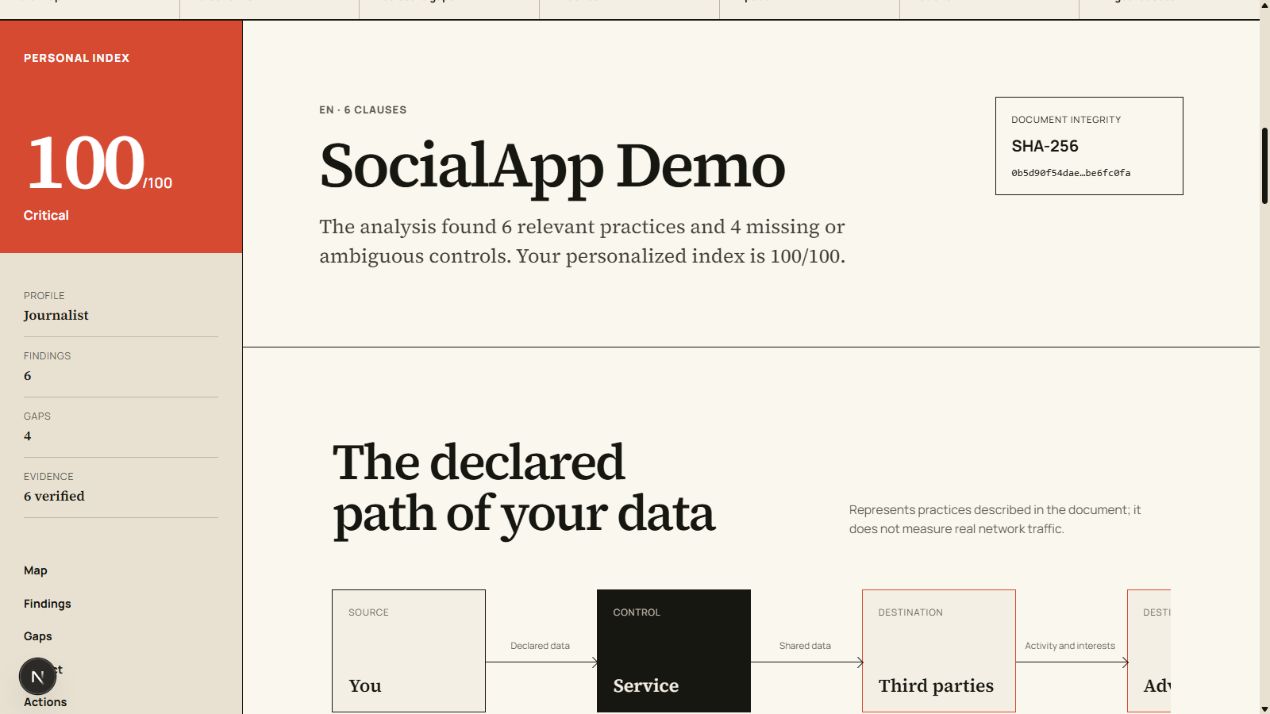 PERSONAL INDEX
100/100
Critical
PROFILE
Journalist
FINDINGS
6
GAPS
4
EVIDENCE
6 verified
Map
Findings
Gaps
N
Actions
EN · 6 CLAUSES
SocialApp Demo
The analysis found 6 relevant practices and 4 missing or
ambiguous controls. Your personalized index is 100/100.
DOCUMENT INTEGRITY
SHA-256
0b5d90f54dae…be6fc0fa
The declared
path of your data
Represents practices described in the document; it
does not measure real network traffic.
SOURCE
You
Declared data
CONTROL
Service
Shared data
DESTINATION
Third parties
Activity and interests